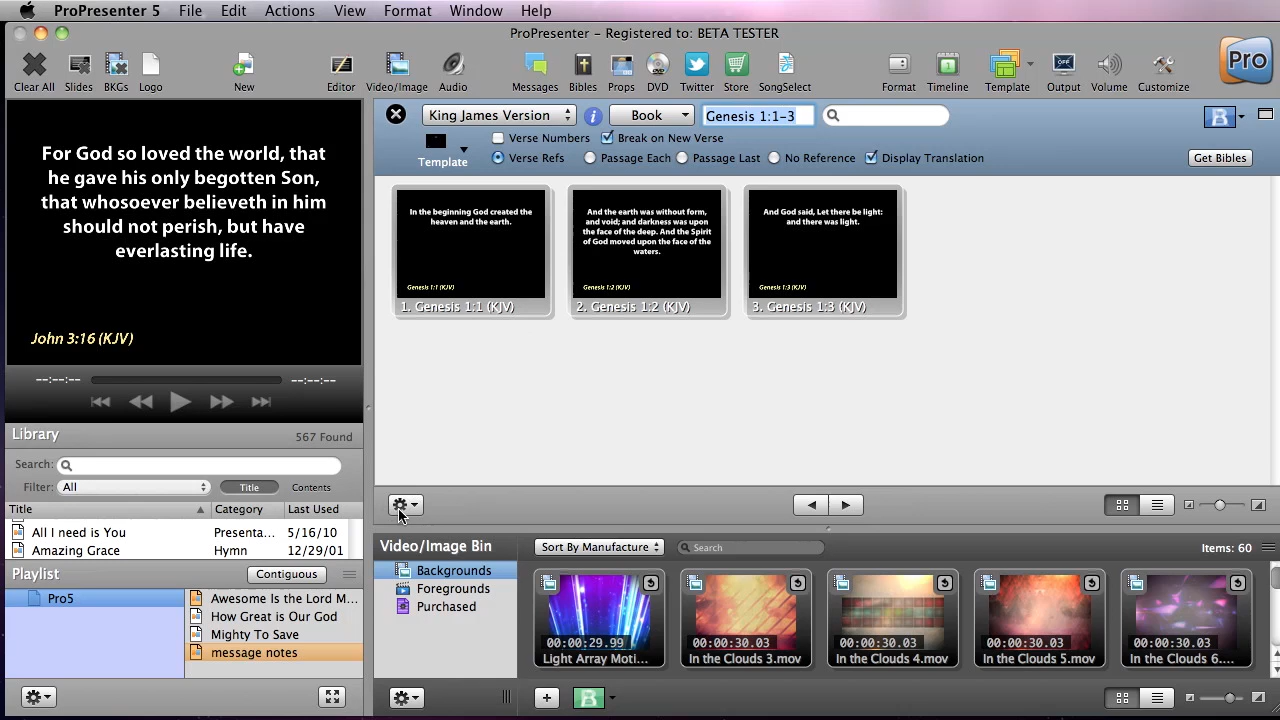 ProPresenter 5 File Edit Actions View Format Window Help
ProPresenter – Registered to: BETA TESTER
Clear All Slides BKGs Logo New Editor Video/Image Audio Messages Bibles Props DVD Twitter Store SongSelect Format Timeline Template Output Volume Customize
Pro
King James Version Book Genesis 1:1-3
Verse Numbers Break on New Verse
Template Verse Refs Passage Each Passage Last No Reference Display Translation Get Bibles
For God so loved the world, that
he gave his only begotten Son,
that whosoever believeth in him
should not perish, but have
everlasting life.
John 3:16 (KJV)
--:--:-- --:--:--
In the beginning God created the
heaven and the earth.
Genesis 1:1 (KJV)
1. Genesis 1:1 (KJV)
And the earth was without form,
and void; and darkness was upon
the face of the deep. And the Spirit
of God moved upon the face of the
waters.
Genesis 1:2 (KJV)
2. Genesis 1:2 (KJV)
And God said, Let there be light:
and there was light.
Genesis 1:3 (KJV)
3. Genesis 1:3 (KJV)
Library 567 Found
Search:
Filter: All Title Contents
Title Category Last Used
All I need is You Presenta... 5/16/10
Amazing Grace Hymn 12/29/01
Playlist Contiguous
Pro5
Awesome Is the Lord M...
How Great is Our God
Mighty To Save
message notes
Video/Image Bin Sort By Manufacture Search Items: 60
Backgrounds
Foregrounds
Purchased
00:00:29.99
Light Array Moti...
00:00:30.03
In the Clouds 3.mov
00:00:30.03
In the Clouds 4.mov
00:00:30.03
In the Clouds 5.mov
00:00:30.03
In the Clouds 6....